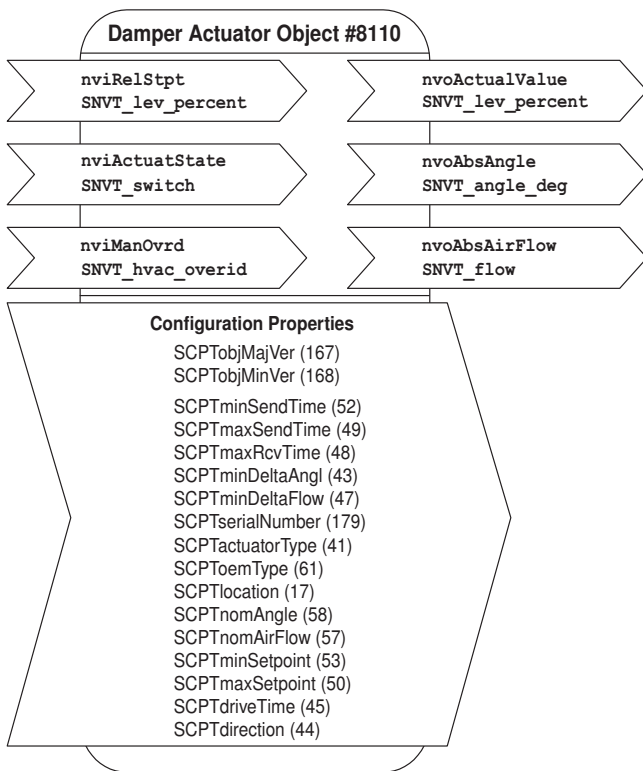 Damper Actuator Object #8110
nviRelStpt
SNVT_lev_percent
nvoActualValue
SNVT_lev_percent
nviActuatState
SNVT_switch
nvoAbsAngle
SNVT_angle_deg
nviManOvrd
SNVT_hvac_overid
nvoAbsAirFlow
SNVT_flow
Configuration Properties
SCPTobjMajVer (167)
SCPTobjMinVer (168)
SCPTminSendTime (52)
SCPTmaxSendTime (49)
SCPTmaxRcvTime (48)
SCPTminDeltaAngl (43)
SCPTminDeltaFlow (47)
SCPTserialNumber (179)
SCPTactuatorType (41)
SCPToemType (61)
SCPTlocation (17)
SCPTnomAngle (58)
SCPTnomAirFlow (57)
SCPTminSetpoint (53)
SCPTmaxSetpoint (50)
SCPTdriveTime (45)
SCPTdirection (44)